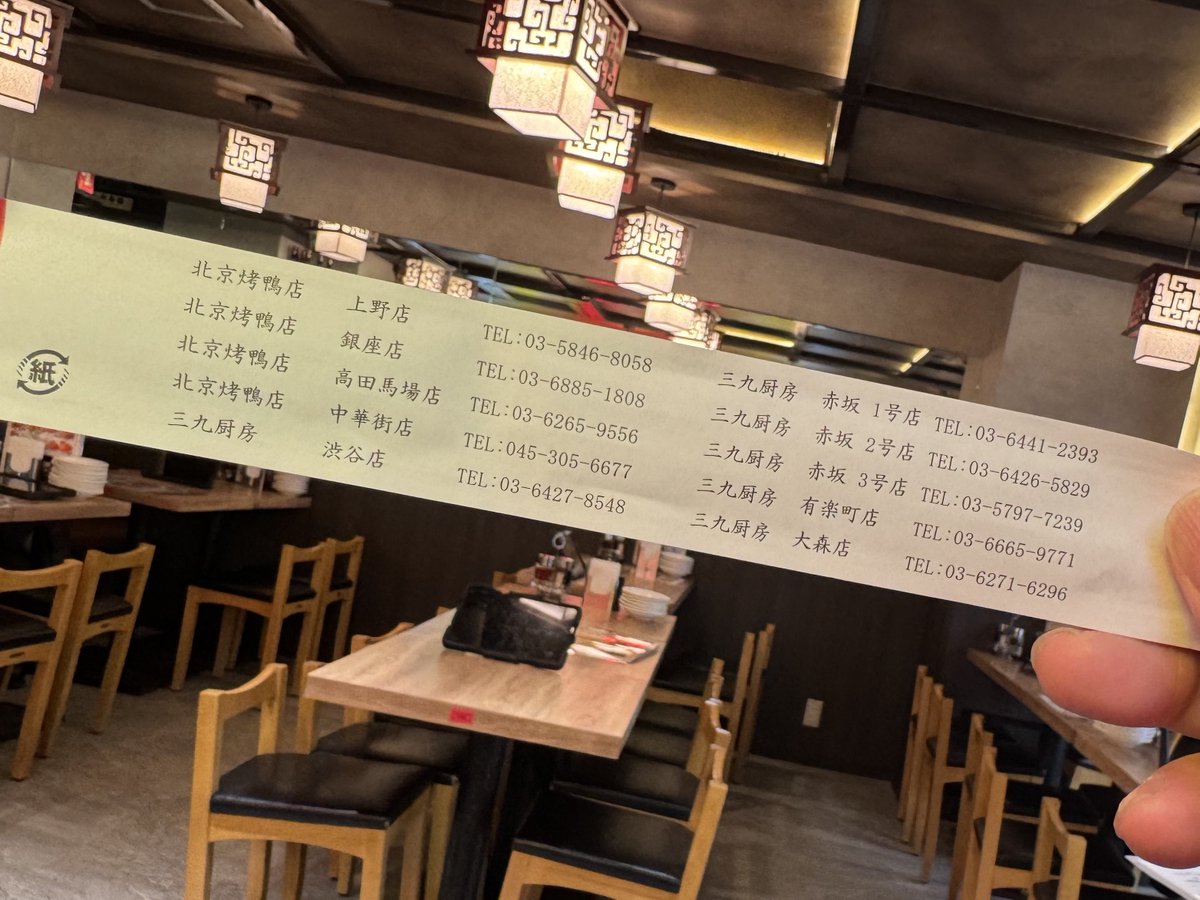 北京烤鴨店 上野店 TEL:03-5846-8058
北京烤鴨店 銀座店 TEL:03-6885-1808
北京烤鴨店 高田馬場店 TEL:03-6265-9556
北京烤鴨店 中華街店 TEL:045-305-6677
三九厨房 渋谷店 TEL:03-6427-8548
三九厨房 赤坂 1号店 TEL:03-6441-2393
三九厨房 赤坂 2号店 TEL:03-6426-5829
三九厨房 赤坂 3号店 TEL:03-5797-7239
三九厨房 有楽町店 TEL:03-6665-9771
三九厨房 大森店 TEL:03-6271-6296
紙